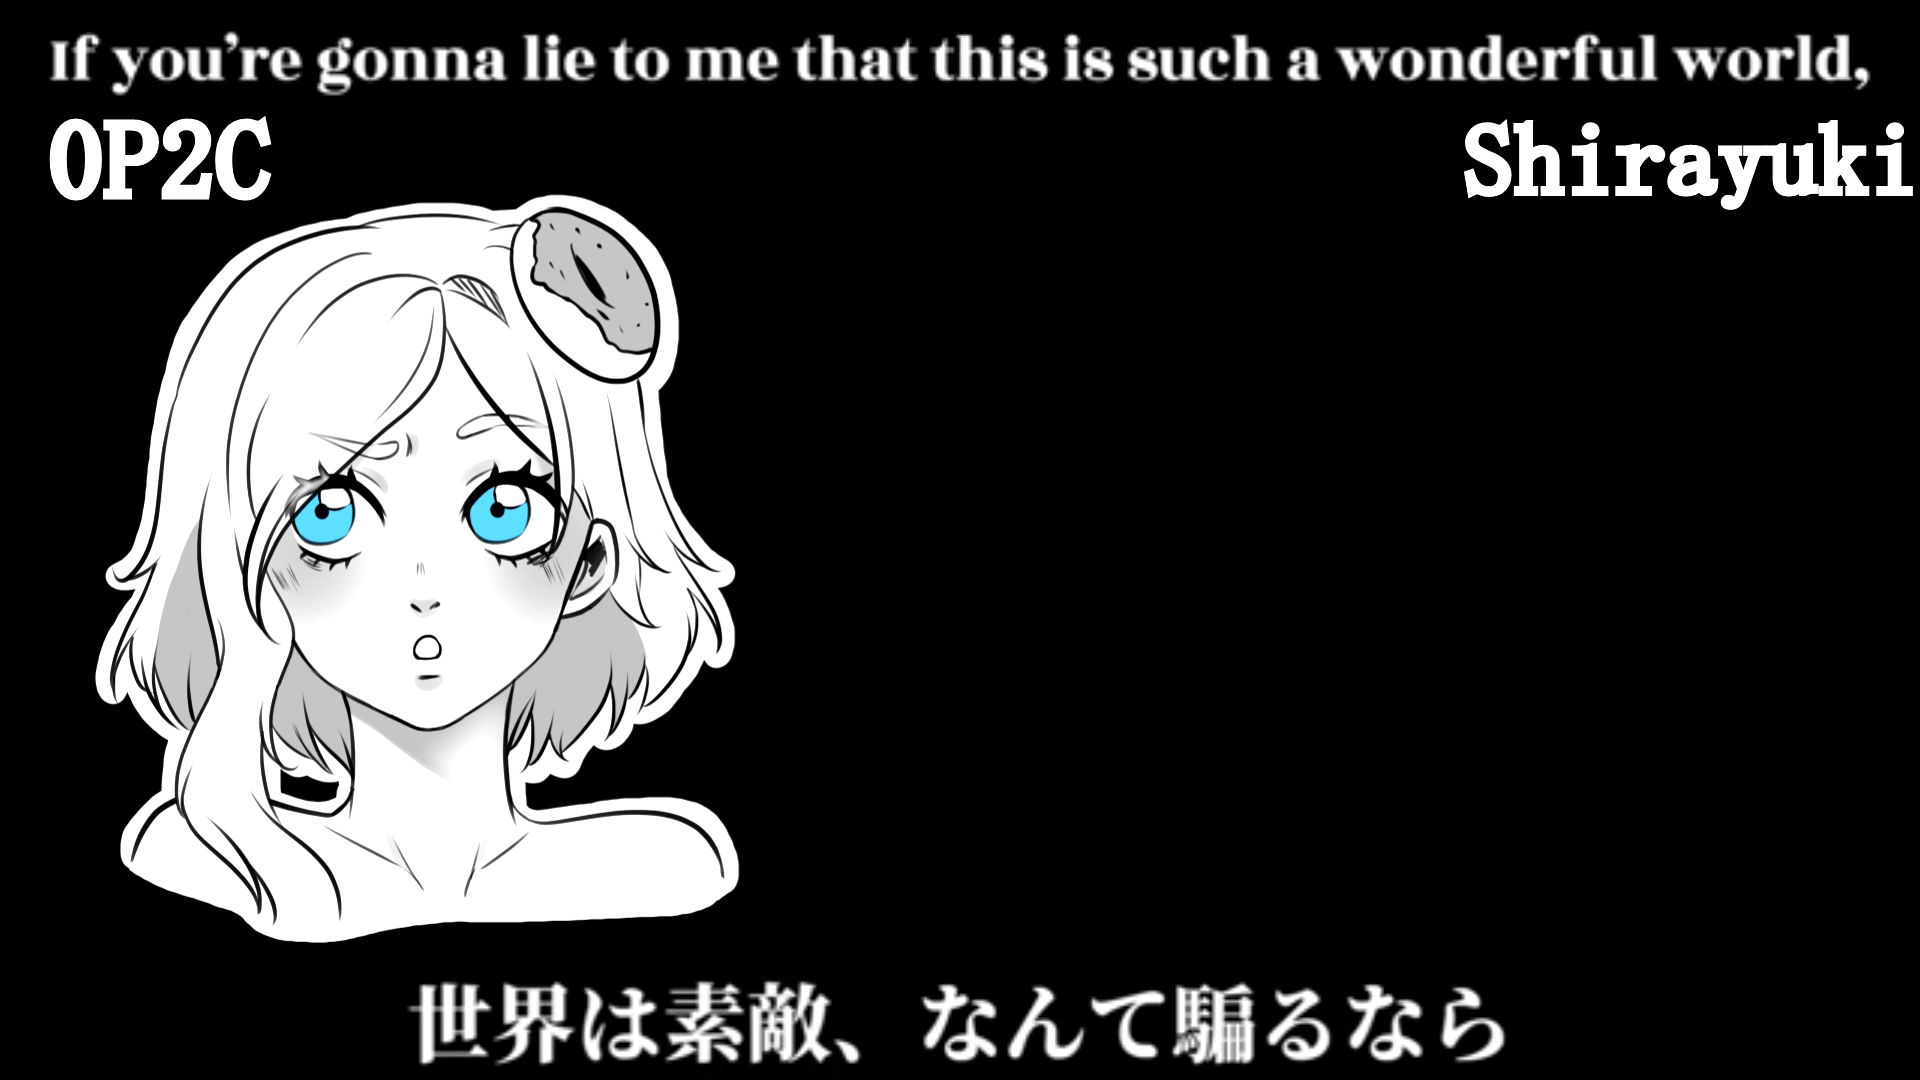 If you're gonna lie to me that this is such a wonderful world,
OP2C
Shirayuki
世界は素敵、なんて騙るなら